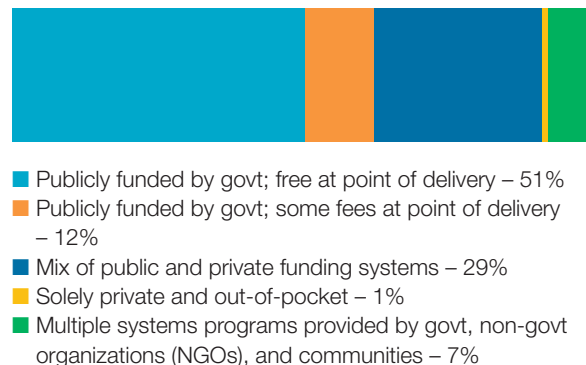 Publicly funded by govt; free at point of delivery – 51%
Publicly funded by govt; some fees at point of delivery
– 12%
Mix of public and private funding systems – 29%
Solely private and out-of-pocket – 1%
Multiple systems programs provided by govt, non-govt
organizations (NGOs), and communities – 7%